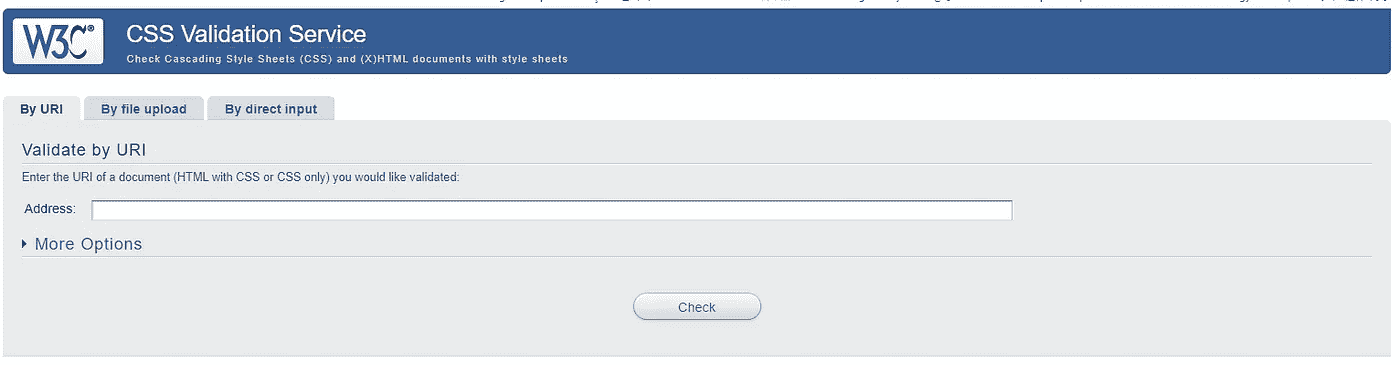 W3C®
CSS Validation Service
Check Cascading Style Sheets (CSS) and (X)HTML documents with style sheets
By URI
By file upload
By direct input
Validate by URI
Enter the URI of a document (HTML with CSS or CSS only) you would like validated:
Address:
More Options
Check